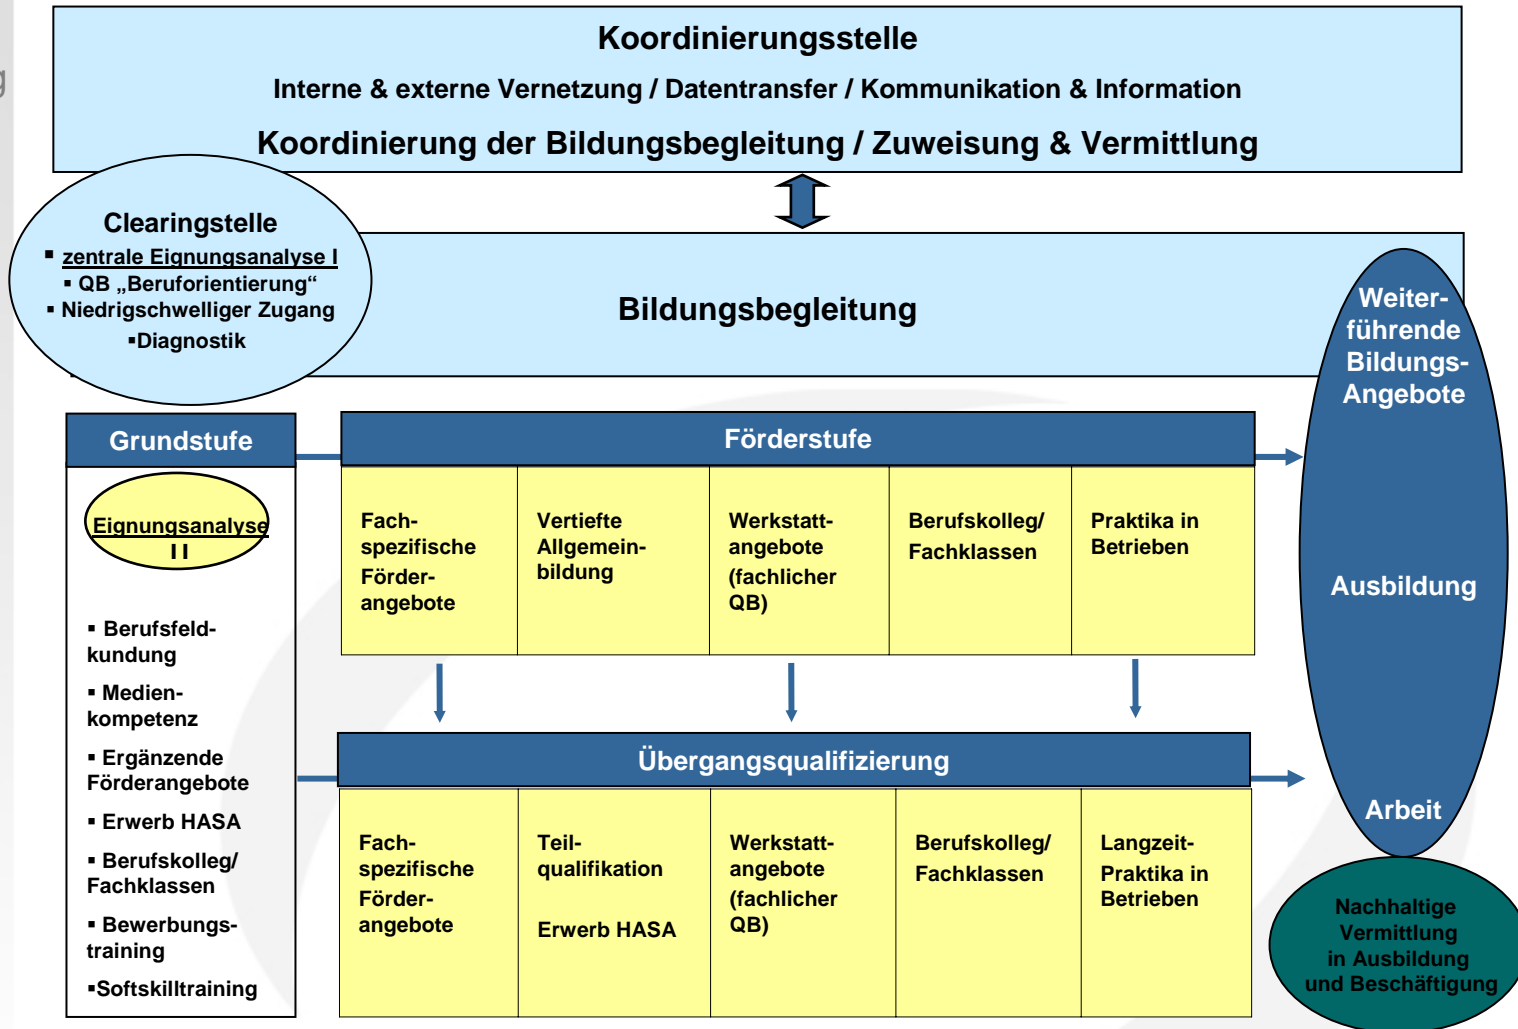 Koordinierungsstelle
Interne & externe Vernetzung / Datentransfer / Kommunikation & Information
Koordinierung der Bildungsbegleitung / Zuweisung & Vermittlung
g
Clearingstelle
▪ zentrale Eignungsanalyse I
▪ QB „Beruforientierung“
▪ Niedrigschwelliger Zugang
▪Diagnostik
Bildungsbegleitung
Weiter-
führende
Bildungs-
Angebote
Ausbildung
Arbeit
Grundstufe
Eignungsanalyse
II
▪ Berufsfeld-
kundung
▪ Medien-
kompetenz
▪ Ergänzende
Förderangebote
▪ Erwerb HASA
▪ Berufskolleg/
Fachklassen
▪ Bewerbungs-
training
▪Softskilltraining
Förderstufe
Fach-
spezifische
Förder-
angebote
Vertiefte
Allgemein-
bildung
Werkstatt-
angebote
(fachlicher
QB)
Berufskolleg/
Fachklassen
Praktika in
Betrieben
Übergangsqualifizierung
Fach-
spezifische
Förder-
angebote
Teil-
qualifikation
Erwerb HASA
Werkstatt-
angebote
(fachlicher
QB)
Berufskolleg/
Fachklassen
Langzeit-
Praktika in
Betrieben
Nachhaltige
Vermittlung
in Ausbildung
und Beschäftigung